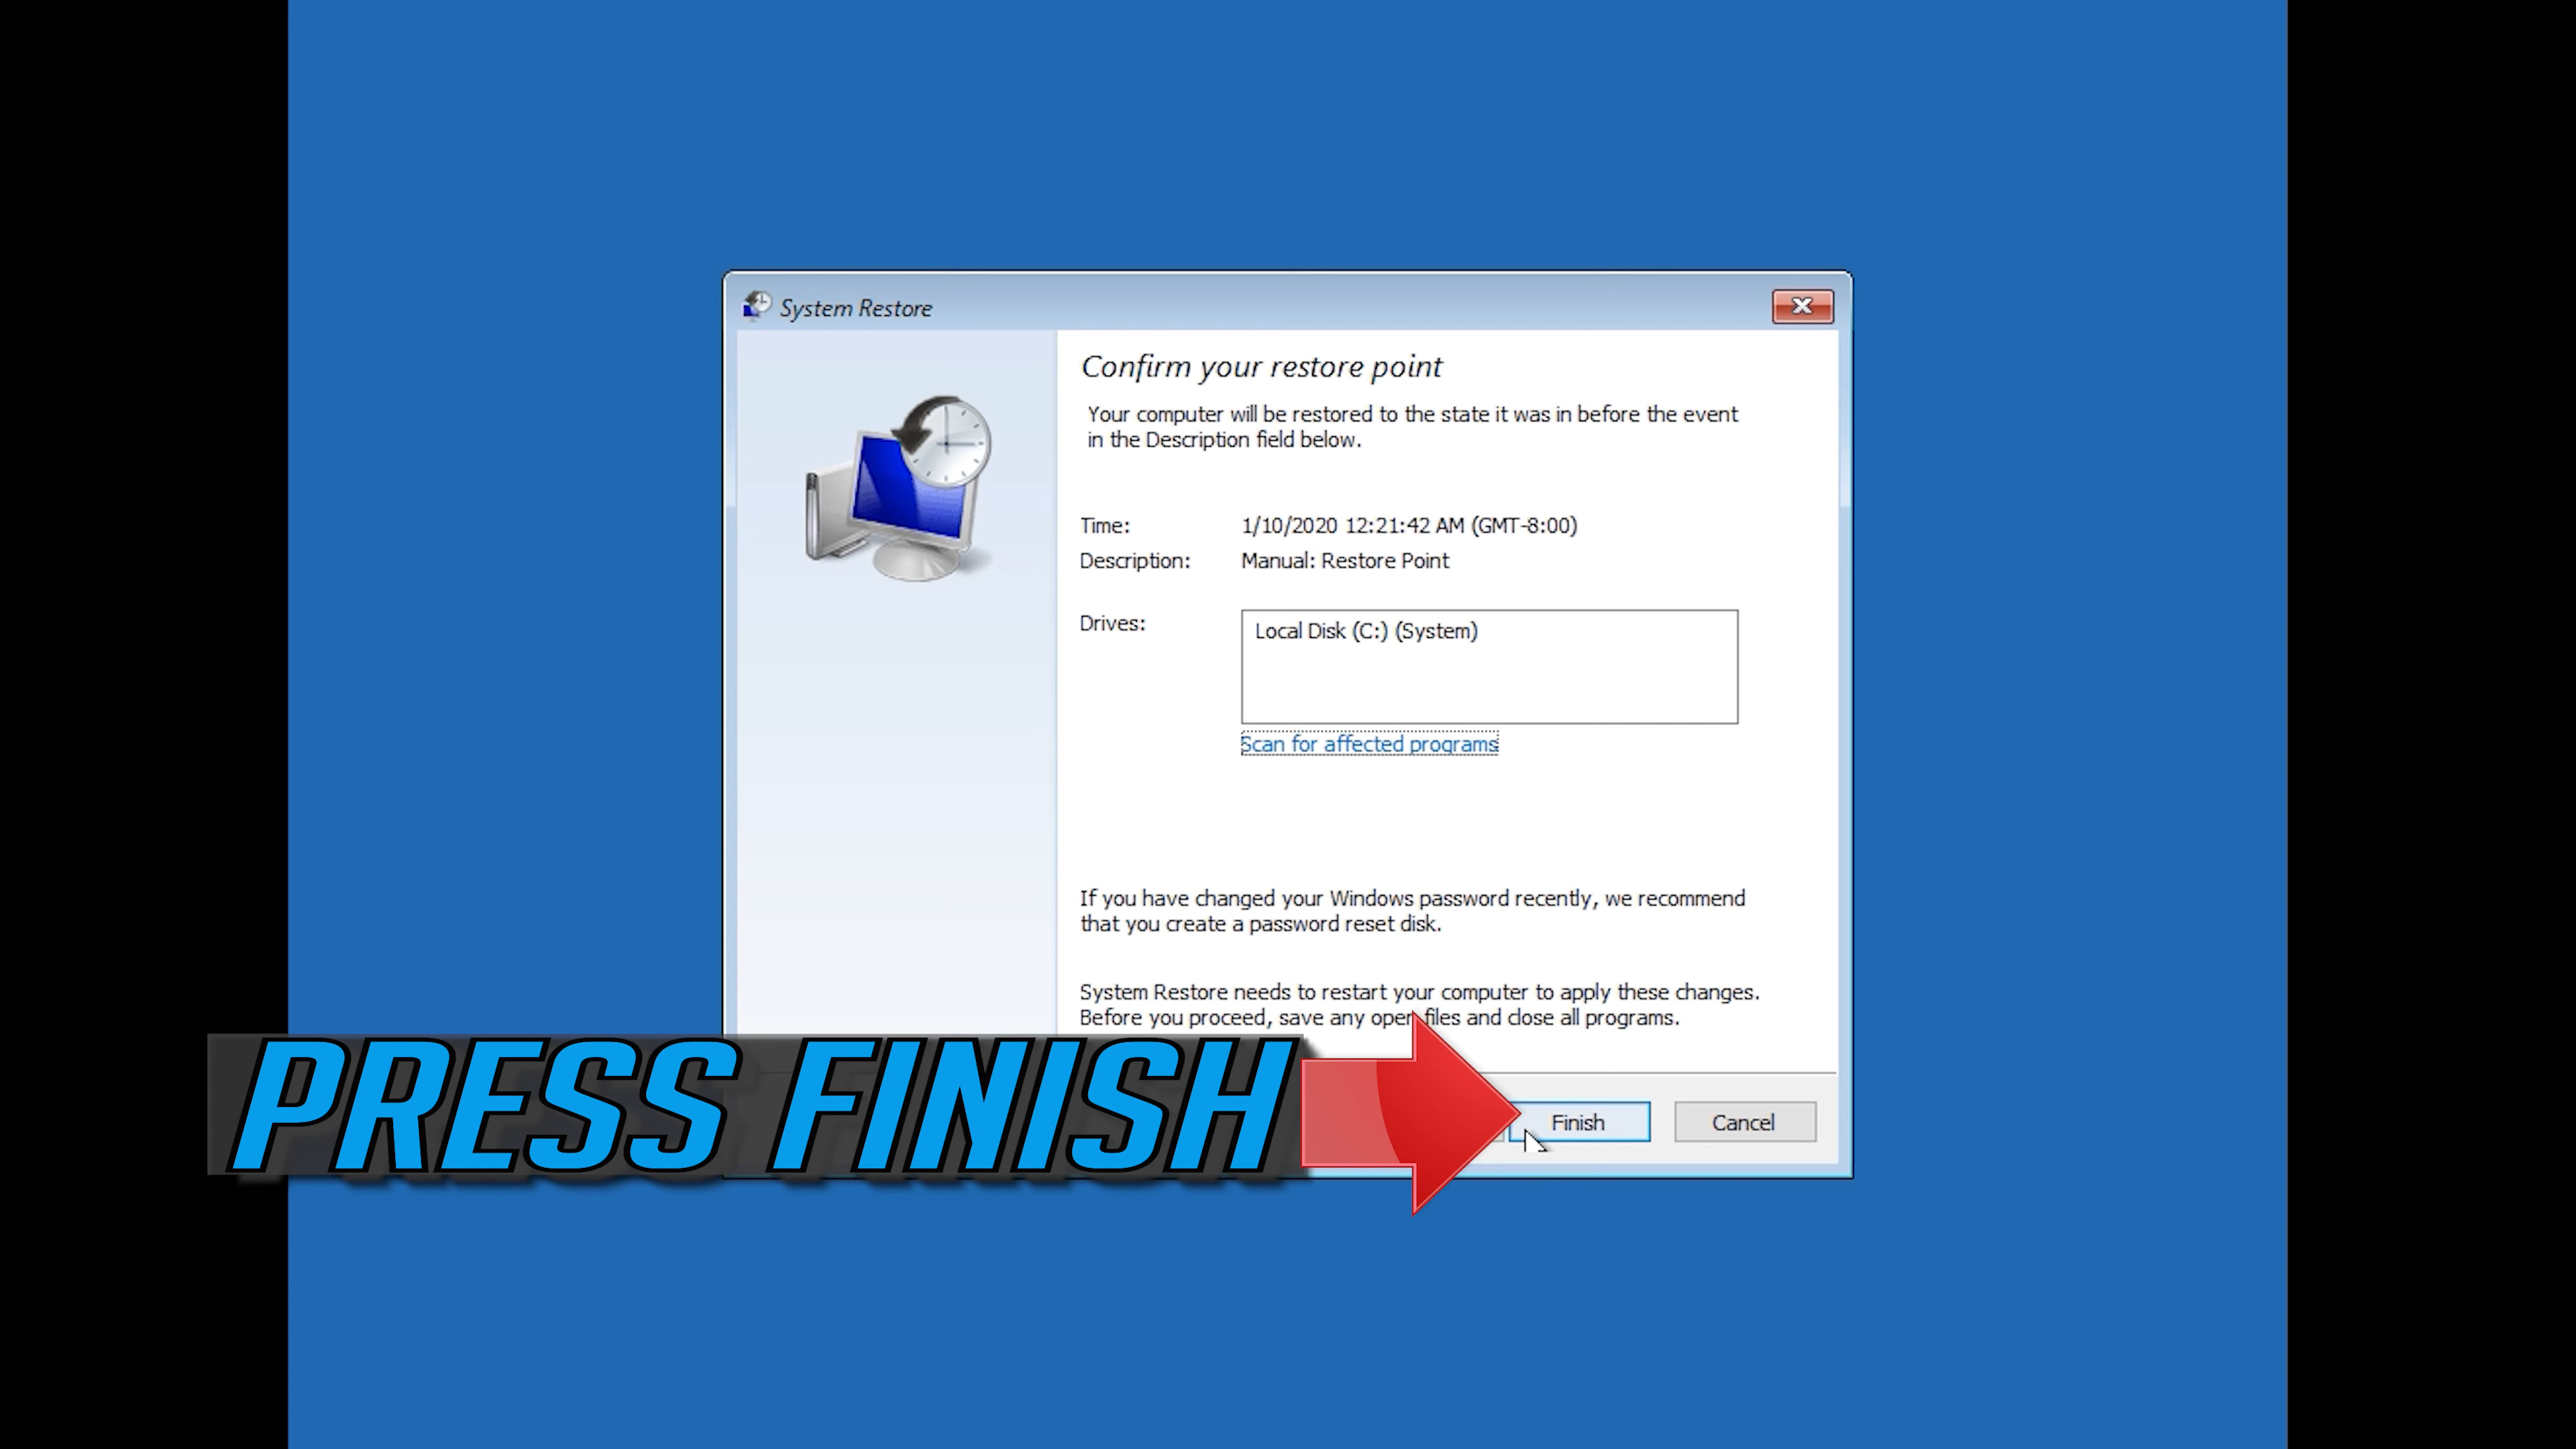 System Restore
Confirm your restore point
Your computer will be restored to the state it was in before the event
in the Description field below.
Time: 1/10/2020 12:21:42 AM (GMT-8:00)
Description: Manual: Restore Point
Drives: Local Disk (C:) (System)
Scan for affected programs
If you have changed your Windows password recently, we recommend
that you create a password reset disk.
System Restore needs to restart your computer to apply these changes.
Before you proceed, save any open files and close all programs.
PRESS FINISH
Finish Cancel